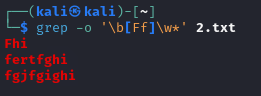 ┌──(kali㉿kali)-[~]
└─$ grep -o '\b[Ff]\w*' 2.txt
Fhi
fertfghi
fgjfgighi